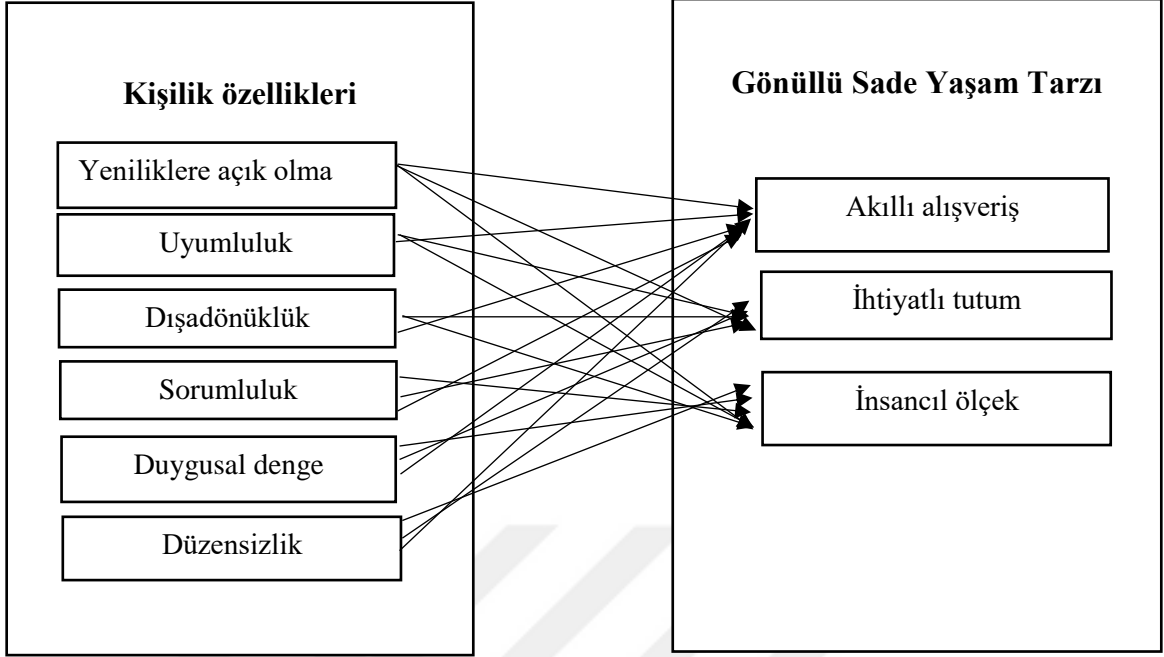 Kişilik özellikleri
Yeniliklere açık olma
Uyumluluk
Dışadönüklük
Sorumluluk
Duygusal denge
Düzensizlik
Gönüllü Sade Yaşam Tarzı
Akıllı alışveriş
İhtiyatlı tutum
İnsancıl ölçek